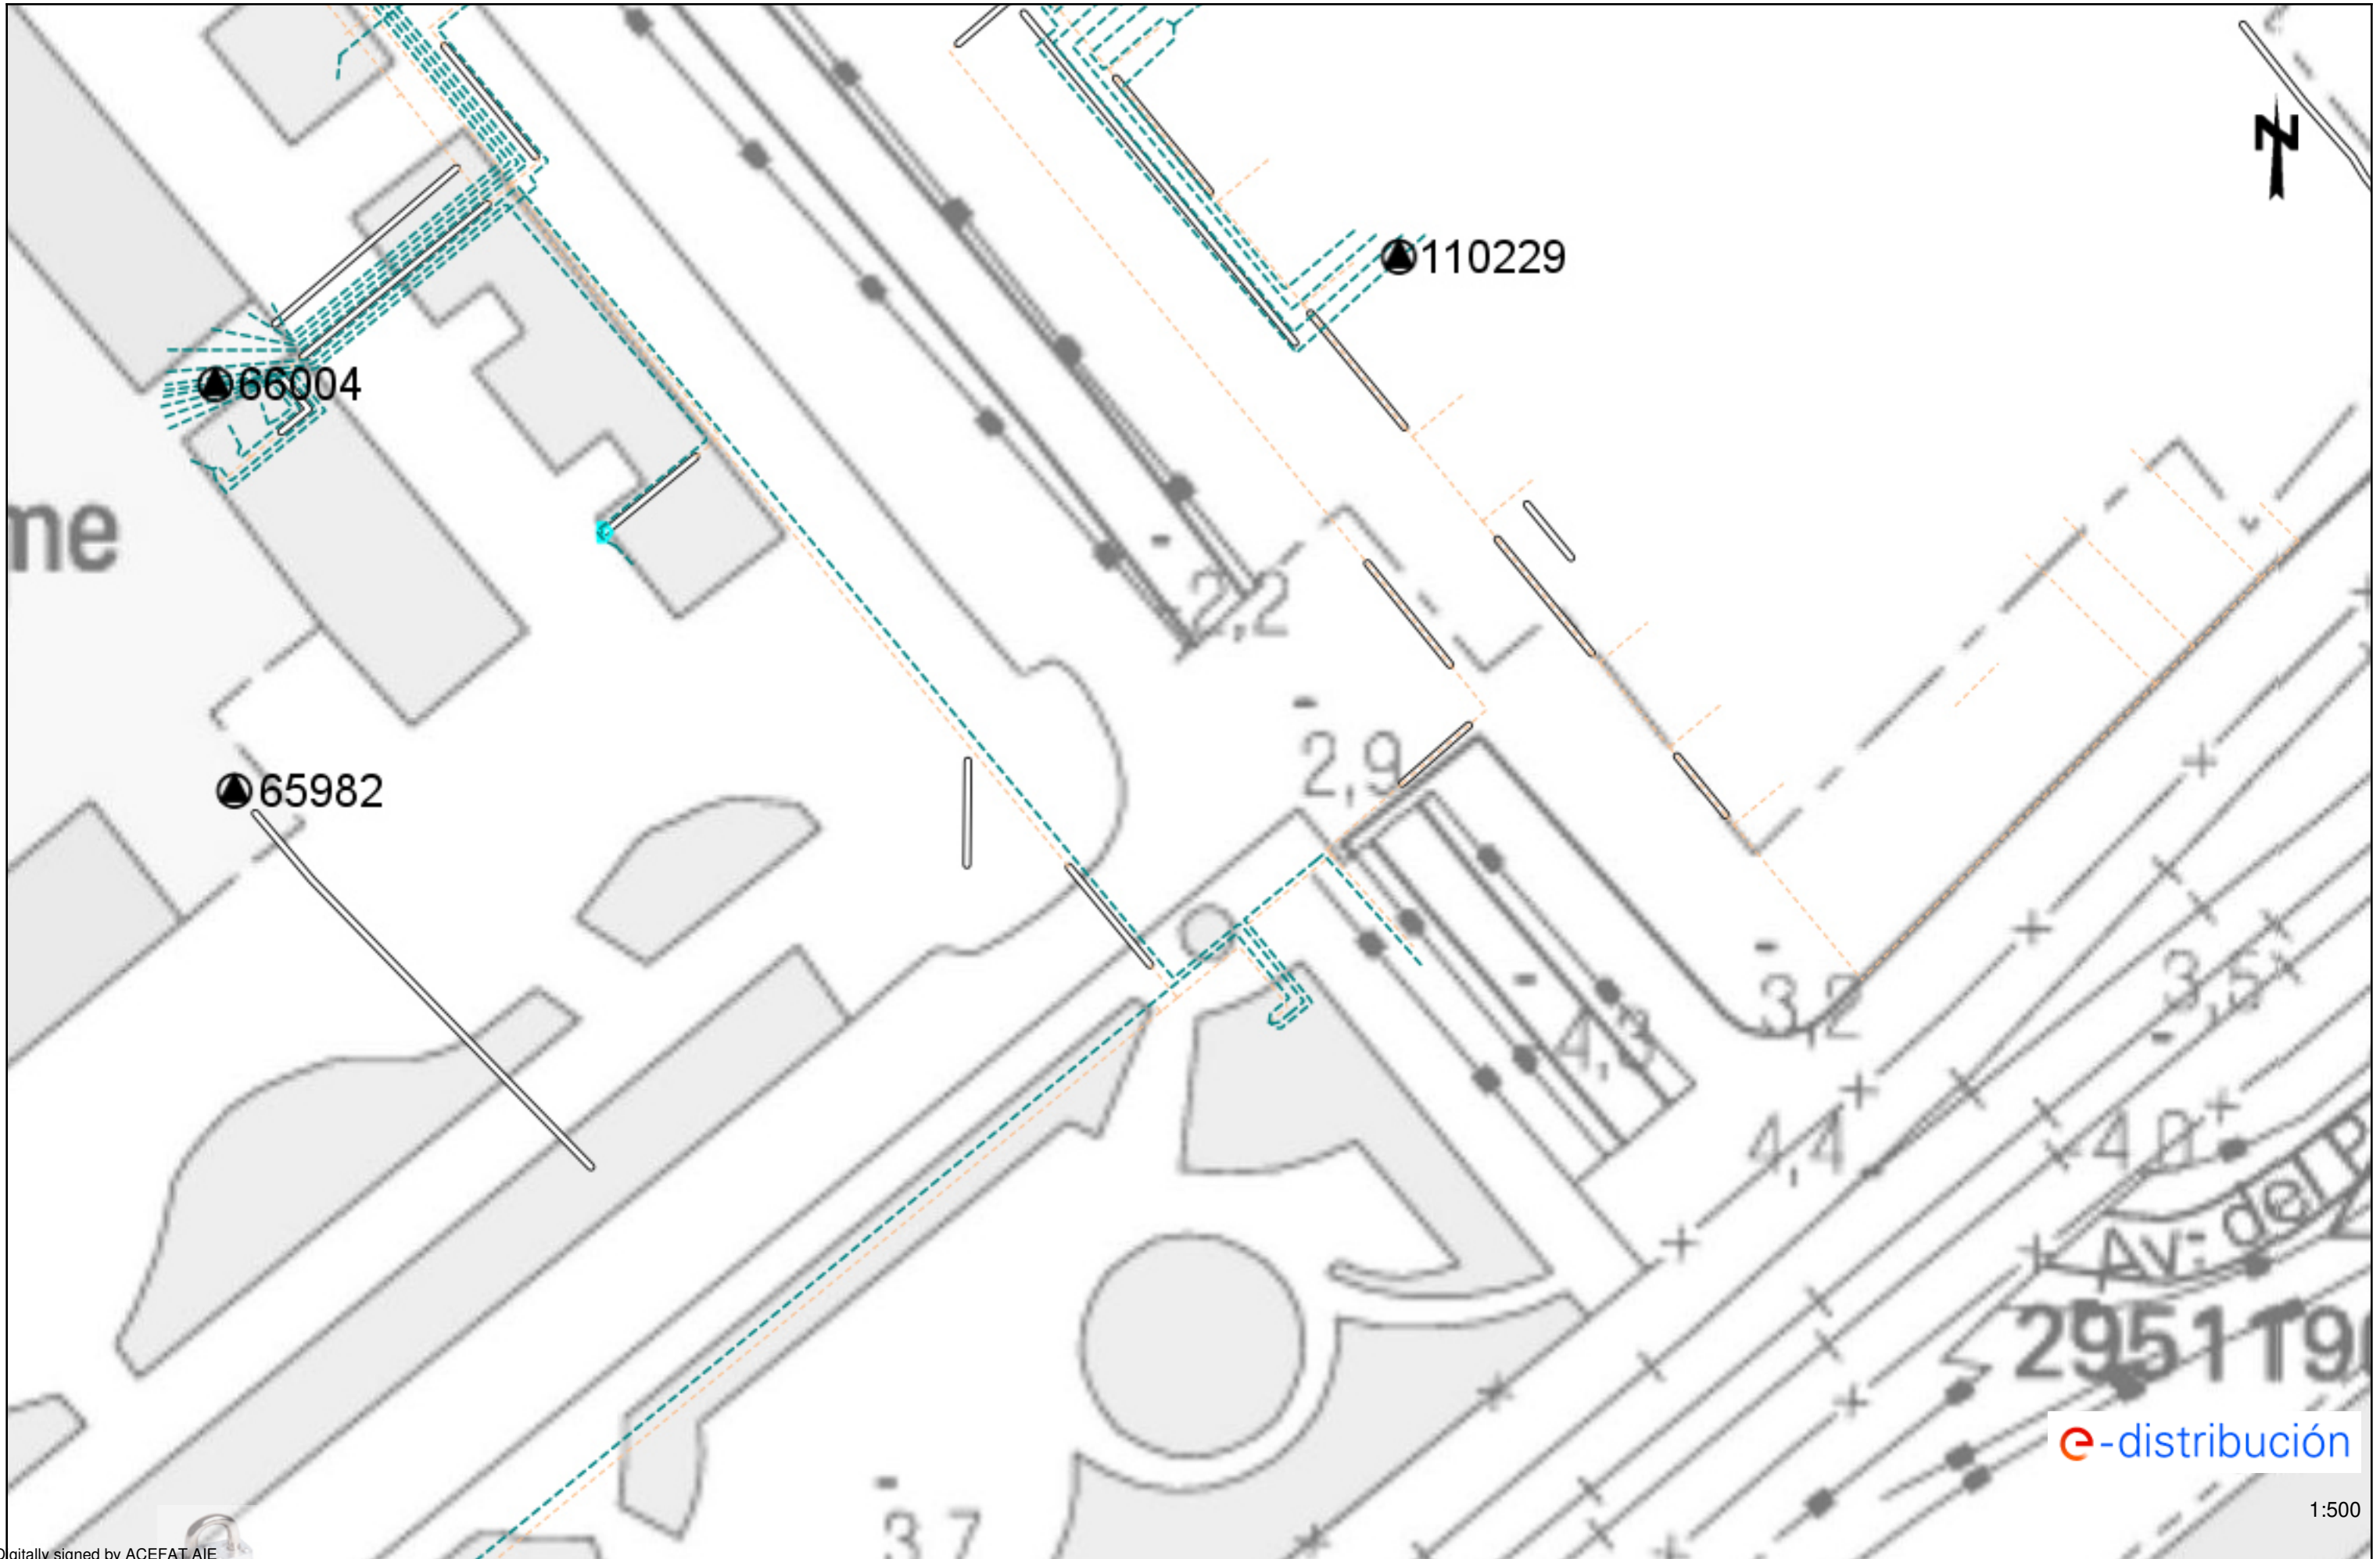 N
110229
66004
me
2,2
2,9
65982
3,2
3,5
4,3
4,4
4,0
Av. del P
295119
e-distribución
1:500
3,7
Digitally signed by ACEFAT AIE